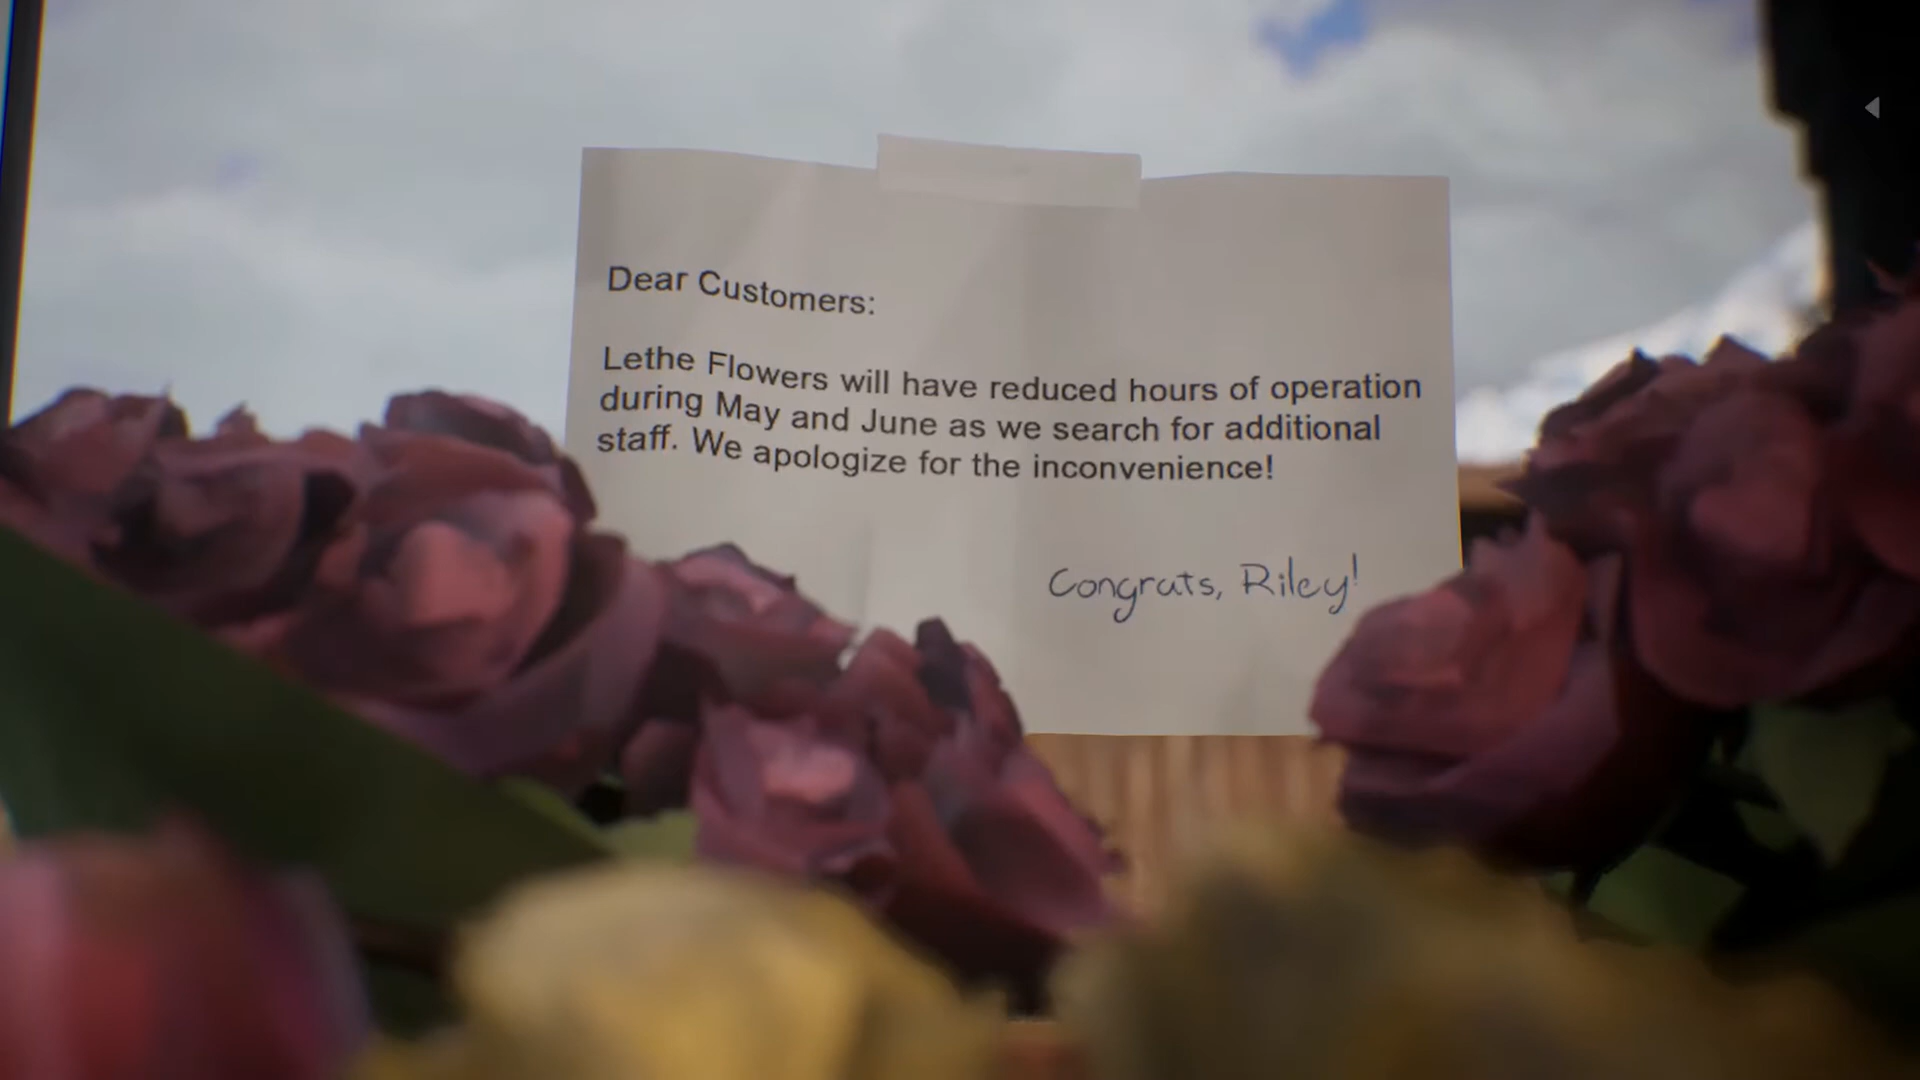 Dear Customers:
Lethe Flowers will have reduced hours of operation
during May and June as we search for additional
staff. We apologize for the inconvenience!
Congrats, Riley!